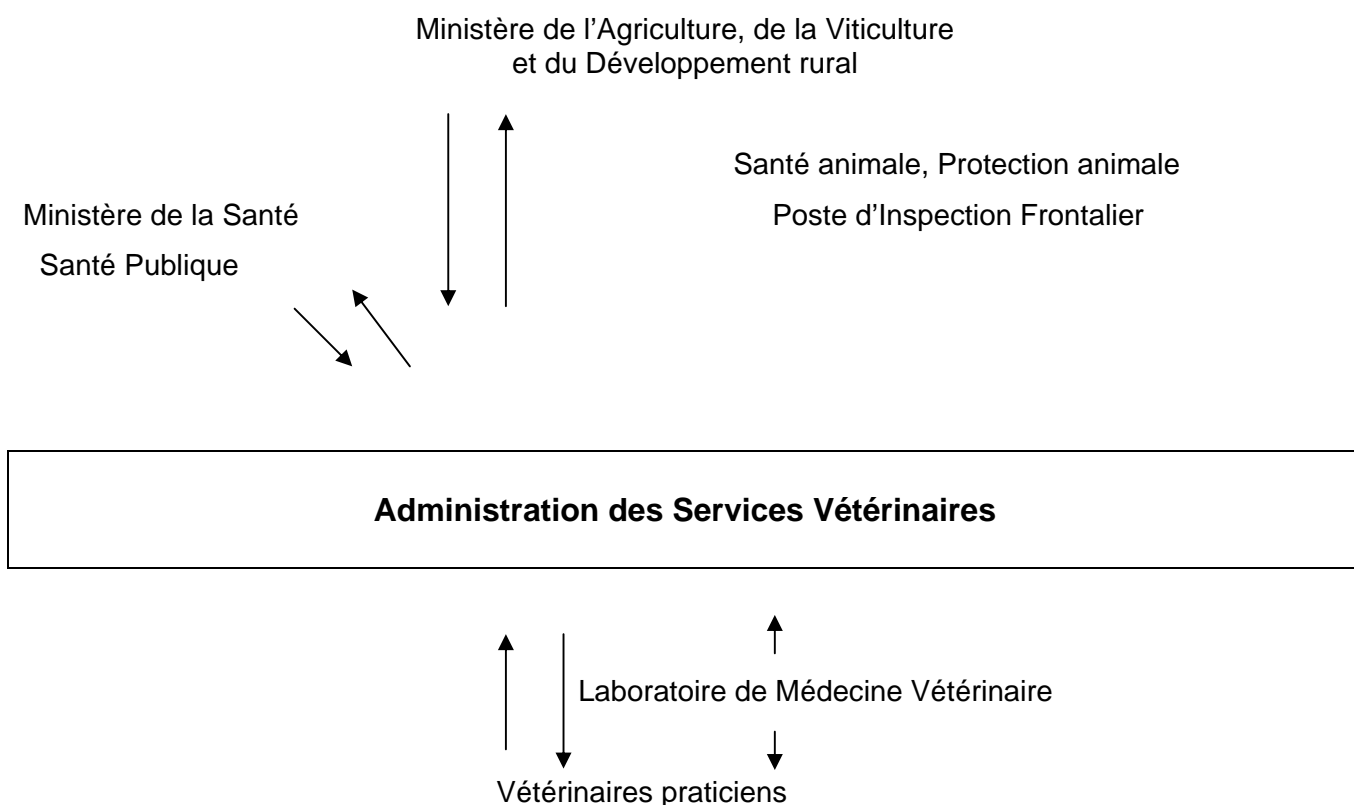 Ministère de l’Agriculture, de la Viticulture
et du Développement rural
Santé animale, Protection animale
Ministère de la Santé
Poste d’Inspection Frontalier
Santé Publique
Administration des Services Vétérinaires
Laboratoire de Médecine Vétérinaire
Vétérinaires praticiens